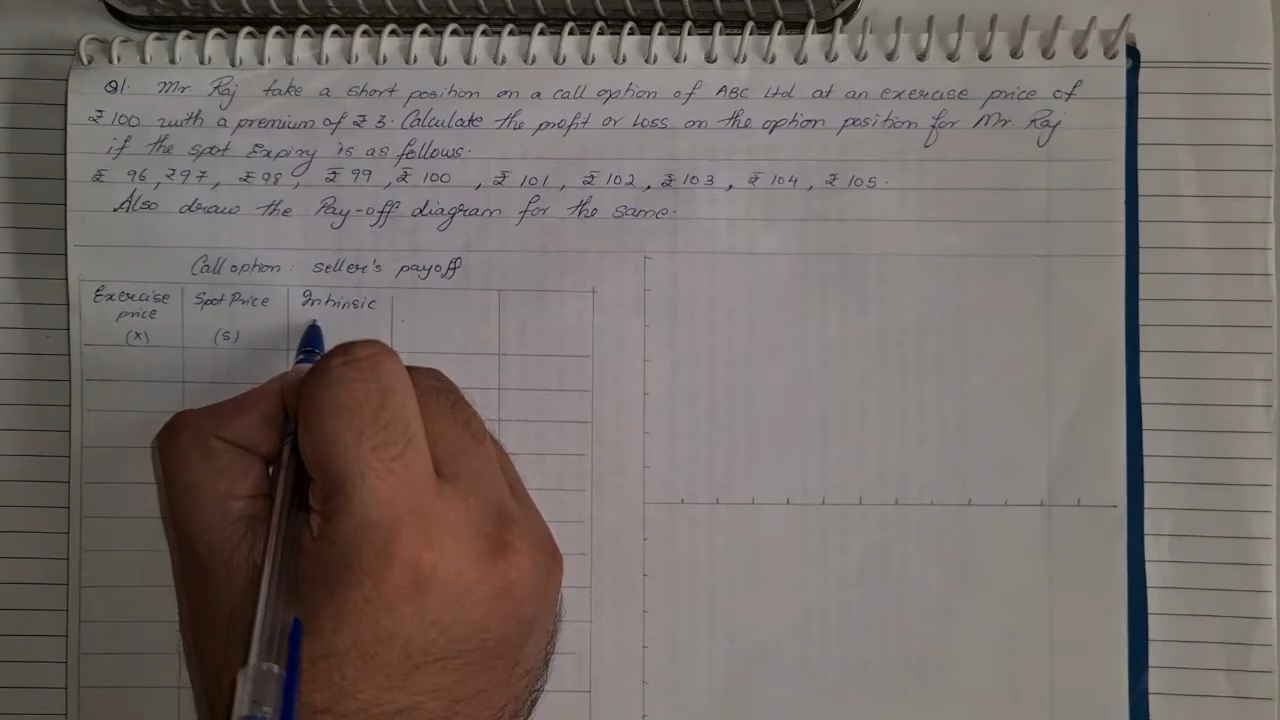 Q1. Mr. Raj take a short position on a call option of ABC Ltd at an exercise price of
₹ 100 with a premium of ₹ 3. Calculate the profit or Loss on the option position for Mr. Raj
if the spot Expiry is as follows.
₹ 96, ₹97, ₹98, ₹ 99, ₹ 100, ₹ 101, ₹ 102, ₹ 103, ₹ 104, ₹ 105.
Also draw the Pay-off diagram for the same.
Call option: seller's payoff
Exercise price (X)
Spot Price (S)
Intrinsic